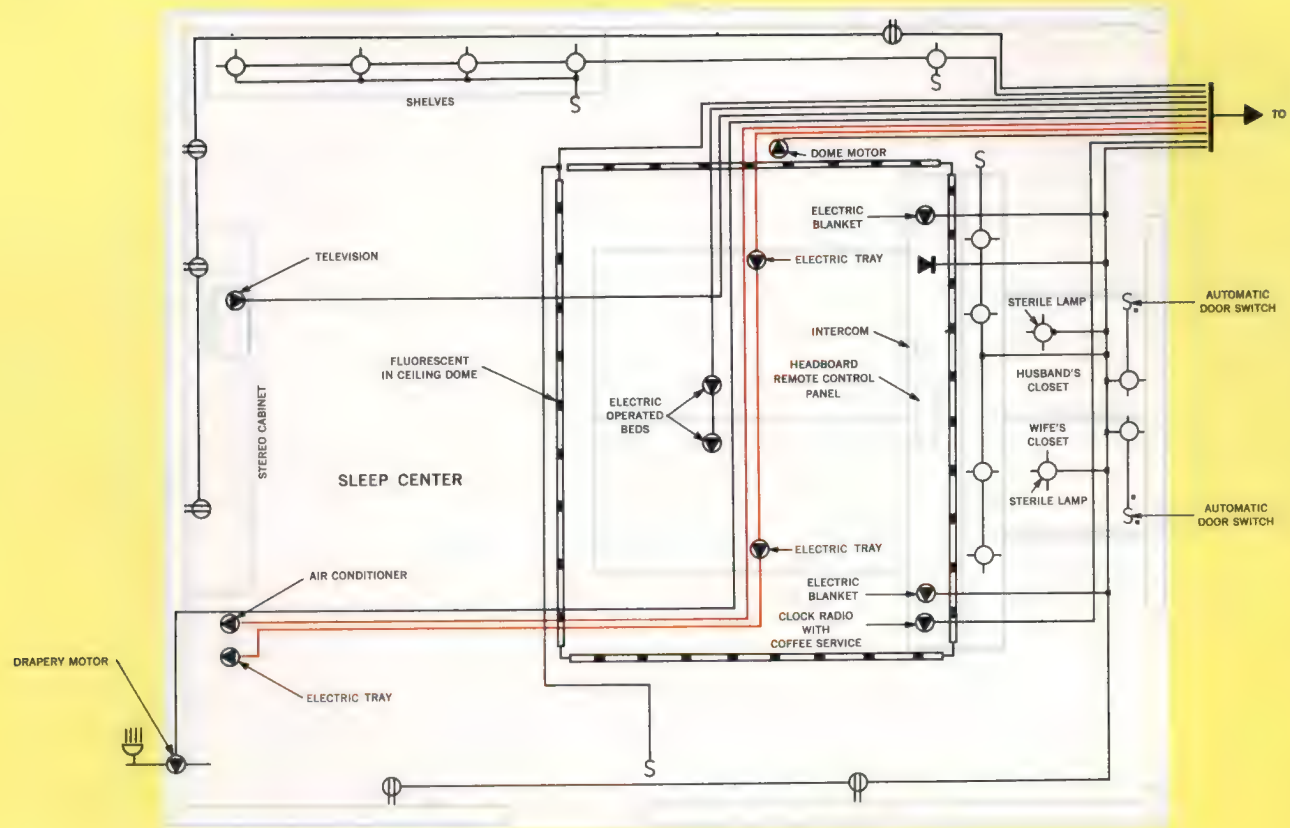 SHELVES
TO
DOME MOTOR
ELECTRIC
BLANKET
TELEVISION
ELECTRIC TRAY
STERILE LAMP
AUTOMATIC
DOOR SWITCH
INTERCOM
FLUORESCENT
IN CEILING DOME
HEADBOARD
REMOTE CONTROL
PANEL
HUSBAND'S
CLOSET
ELECTRIC
OPERATED
BEDS
STEREO CABINET
WIFE'S
CLOSET
SLEEP CENTER
STERILE LAMP
AUTOMATIC
DOOR SWITCH
ELECTRIC TRAY
AIR CONDITIONER
ELECTRIC
BLANKET
CLOCK RADIO
WITH
COFFEE SERVICE
DRAPERY MOTOR
ELECTRIC TRAY
S
S
S
S
S
S